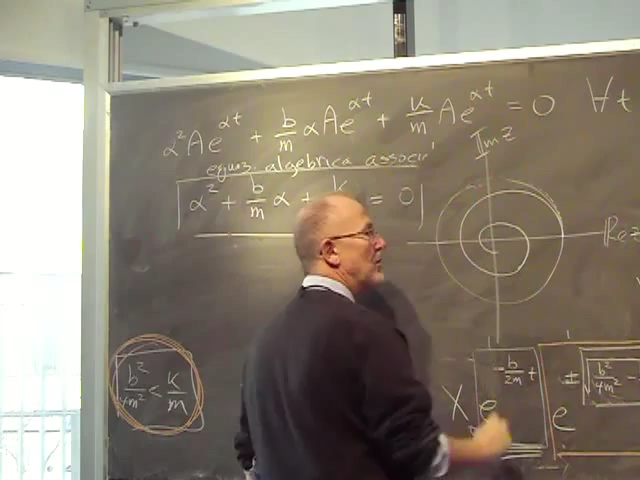 α²Ae^{αt} + b/m αAe^{αt} + k/m Ae^{αt} = 0 ∀t
equaz. algebrica associ
α² + b/m α + k = 0
Im z
Re z
b²/4m² < k/m
X e^{-b/2m t} e^{±√(b²/4m² -